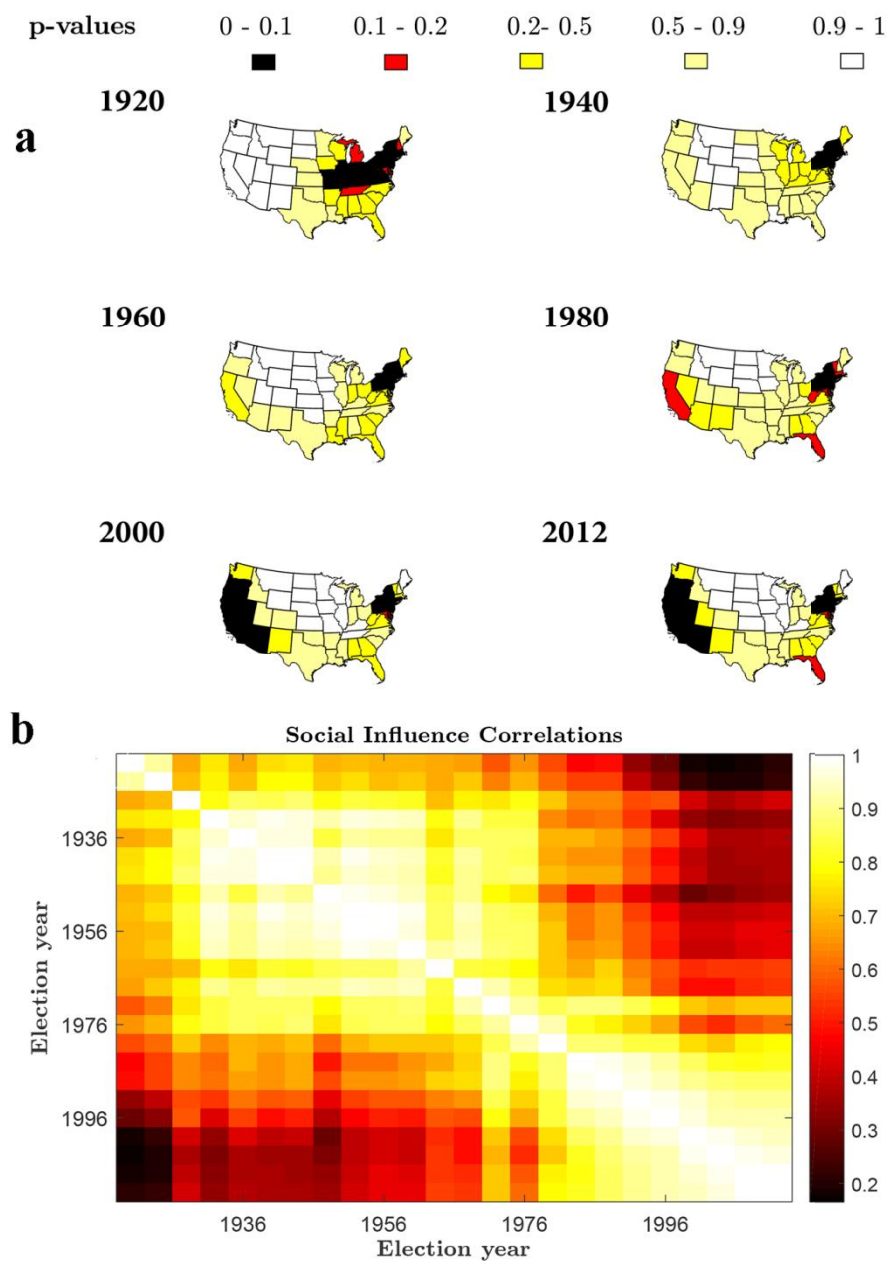 p-values 0 - 0.1 0.1 - 0.2 0.2- 0.5 0.5 - 0.9 0.9 - 1
1920 1940
a
1960 1980
2000 2012
b
Social Influence Correlations
1
0.9
1936
0.8
0.7
1956
0.6
Election year
0.5
1976
0.4
1996
0.3
0.2
1936 1956 1976 1996
Election year